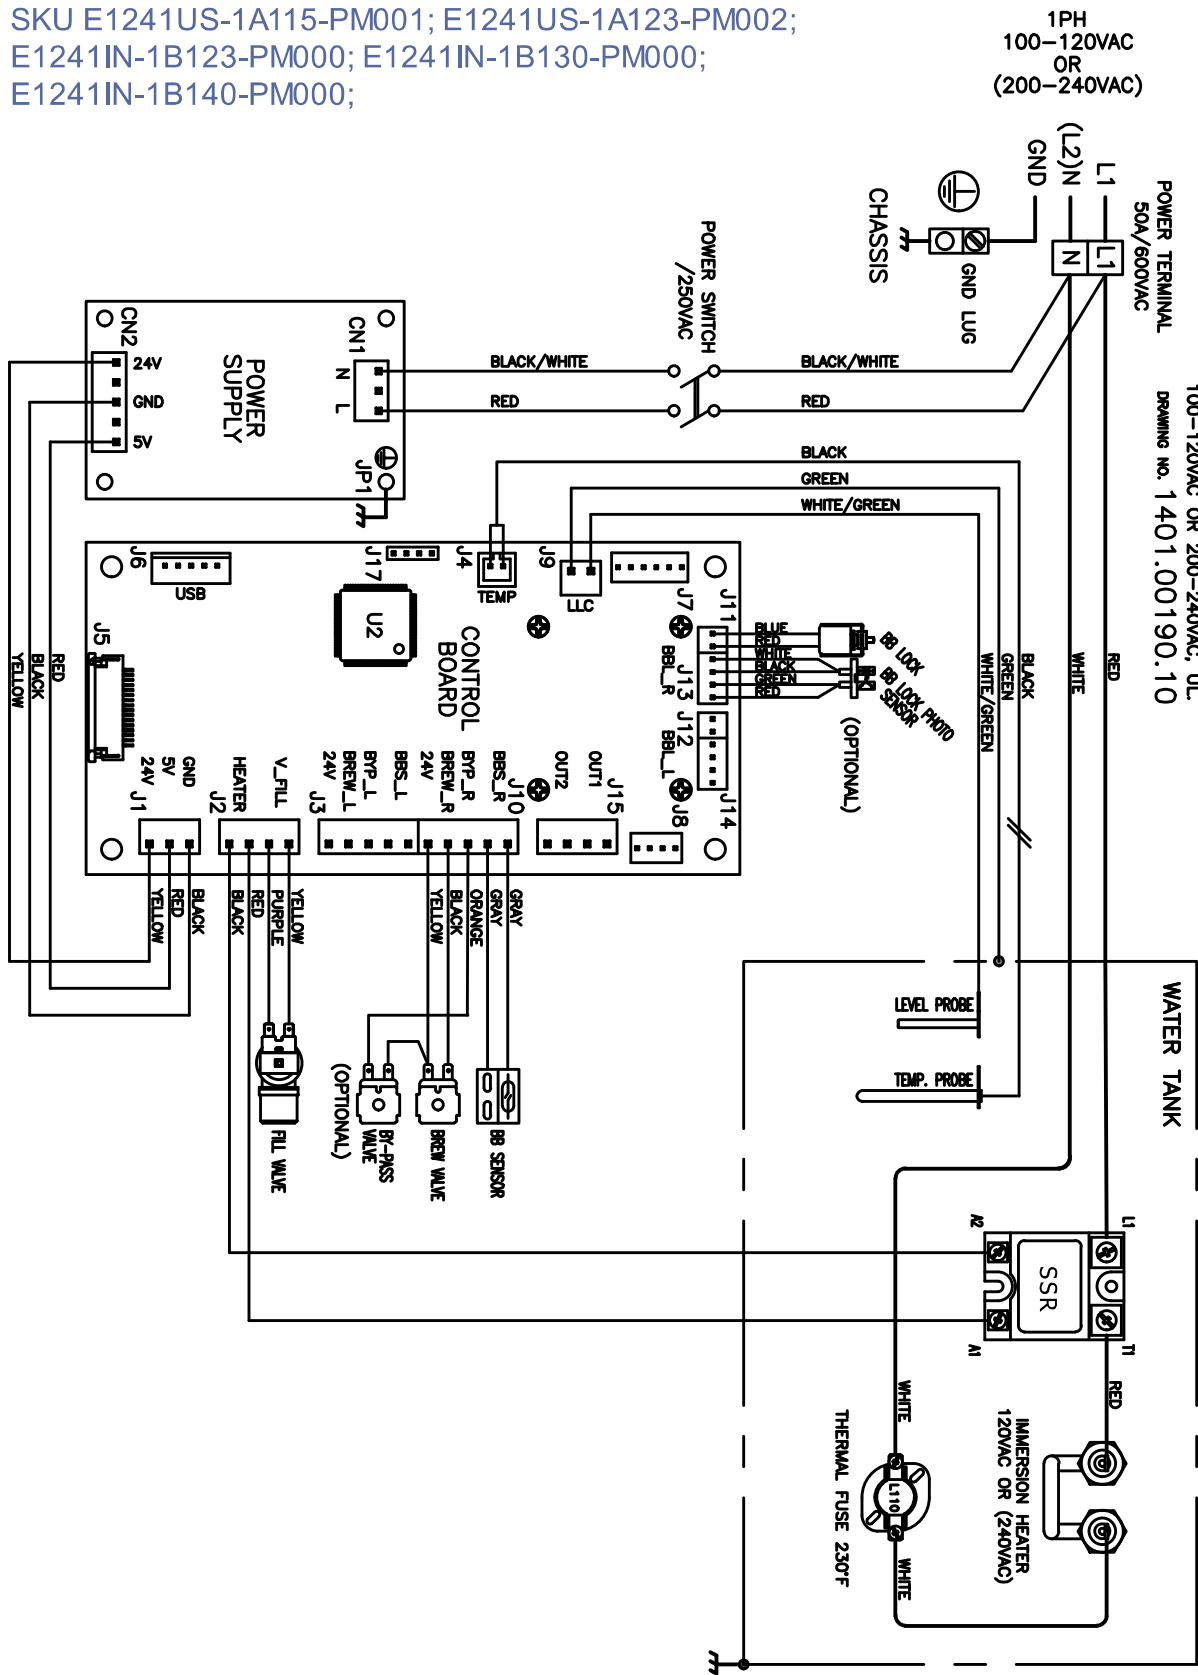 SKU E1241US-1A115-PM001; E1241US-1A123-PM002;
E1241IN-1B123-PM000; E1241IN-1B130-PM000;
E1241IN-1B140-PM000;
1PH
100-120VAC
OR
(200-240VAC)
L1
(L2)N
GND
POWER TERMINAL
50A/600VAC
L1
N
GND LUG
CHASSIS
100-120VAC OR 200-240VAC, UL.
DRAWING NO. 1401.00190.10
POWER SWITCH
/250VAC
BLACK/WHITE
RED
BLACK/WHITE
RED
CN2
24V
GND
5V
POWER
SUPPLY
CN1
N
L
JP1
BLACK
GREEN
WHITE/GREEN
J6
USB
J17
J4
TEMP
J9
LLC
J7
J11
U2
CONTROL
BOARD
BBL_R
J13
BLUE
RED
WHITE
BLACK
GREEN
RED
BB LOCK
BB LOCK PHOTO
SENSOR
(OPTIONAL)
J12
BBL_L
J14
J5
RED
BLACK
YELLOW
WHITE/GREEN
GREEN
BLACK
WHITE
RED
GND
5V
24V
J1
V_FILL
HEATER
J2
BBS_L
BYP_L
BREW_L
24V
J3
BBS_R
BYP_R
BREW_R
24V
J10
OUT1
OUT2
J15
J8
BLACK
RED
YELLOW
YELLOW
PURPLE
RED
BLACK
GRAY
GRAY
ORANGE
BLACK
YELLOW
FILL VALVE
BY-PASS
VALVE
(OPTIONAL)
BREW VALVE
BB SENSOR
WATER TANK
LEVEL PROBE
TEMP. PROBE
A2
L1
SSR
A1
T1
WHITE
RED
IMMERSION HEATER
120VAC OR (240VAC)
THERMAL FUSE 230°F
L110
WHITE